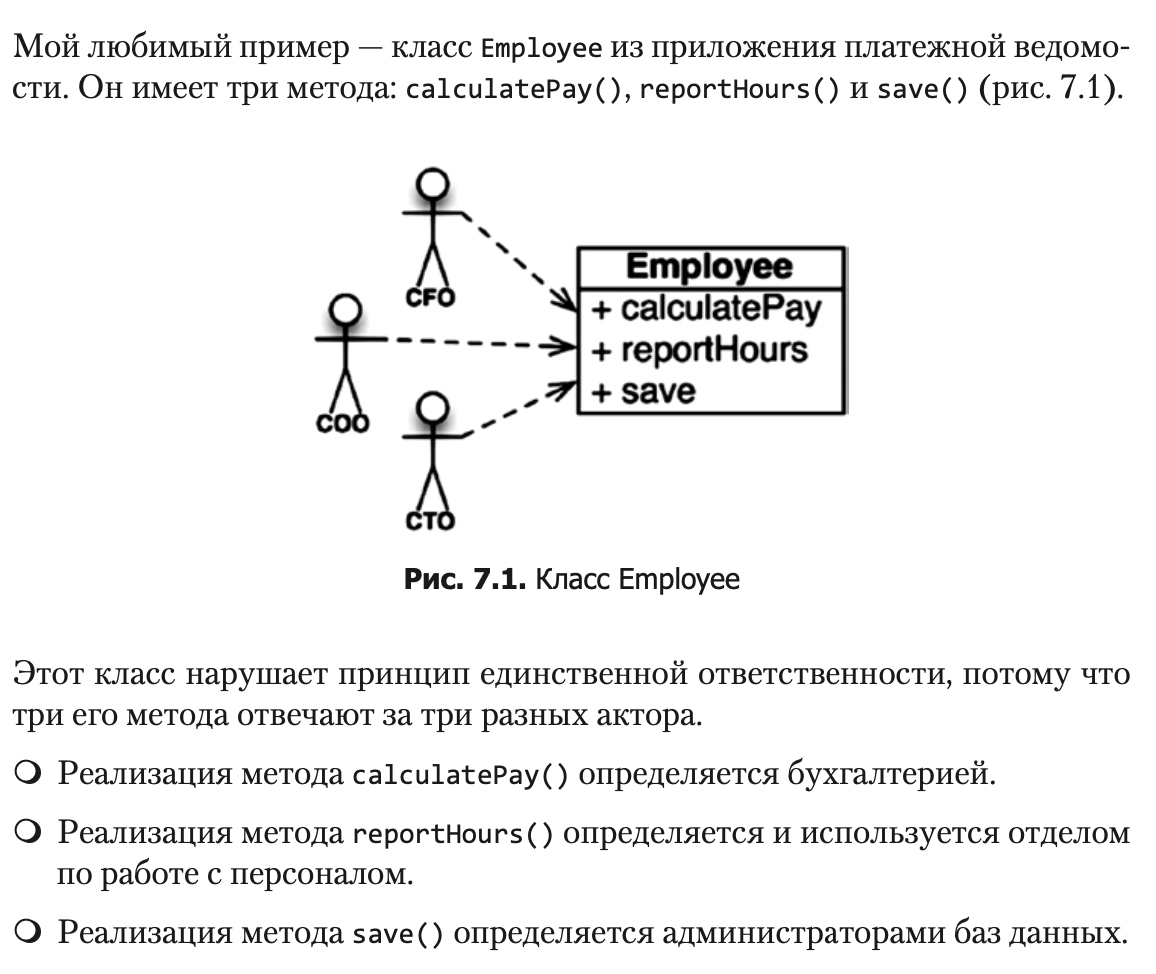 Мой любимый пример — класс Employee из приложения платежной ведомо-
сти. Он имеет три метода: calculatePay(), reportHours() и save() (рис. 7.1).
CFO
Employee
+ calculatePay
+ reportHours
+ save
COO
CTO
Рис. 7.1. Класс Employee
Этот класс нарушает принцип единственной ответственности, потому что
три его метода отвечают за три разных актора.
❍ Реализация метода calculatePay() определяется бухгалтерией.
❍ Реализация метода reportHours() определяется и используется отделом
по работе с персоналом.
❍ Реализация метода save() определяется администраторами баз данных.